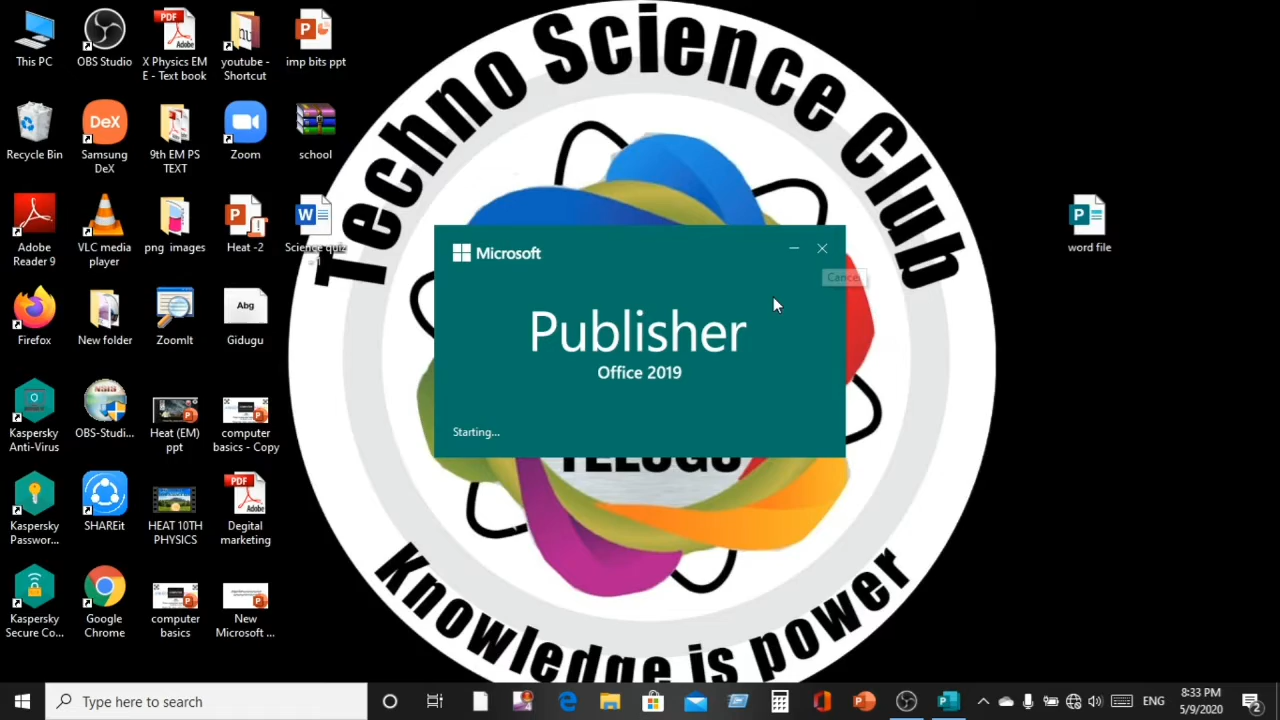 This PC
OBS Studio
X Physics EM
E - Text book
youtube -
Shortcut
imp bits ppt
Recycle Bin
Samsung
DeX
9th EM PS
TEXT
Zoom
school
Adobe
Reader 9
VLC media
player
png images
Heat -2
Science quiz
word file
Firefox
New folder
ZoomIt
Abg
Gidugu
Kaspersky
Anti-Virus
OBS-Studi...
Heat (EM)
ppt
computer
basics - Copy
Kaspersky
Passwor...
SHAREit
HEAT 10TH
PHYSICS
Degital
marketing
Kaspersky
Secure Co...
Google
Chrome
computer
basics
New
Microsoft ...
Techno Science Club
Microsoft
Cancel
Publisher
Office 2019
Starting...
TELUGU
Knowledge is power
Type here to search
ENG
8:33 PM
5/9/2020
2